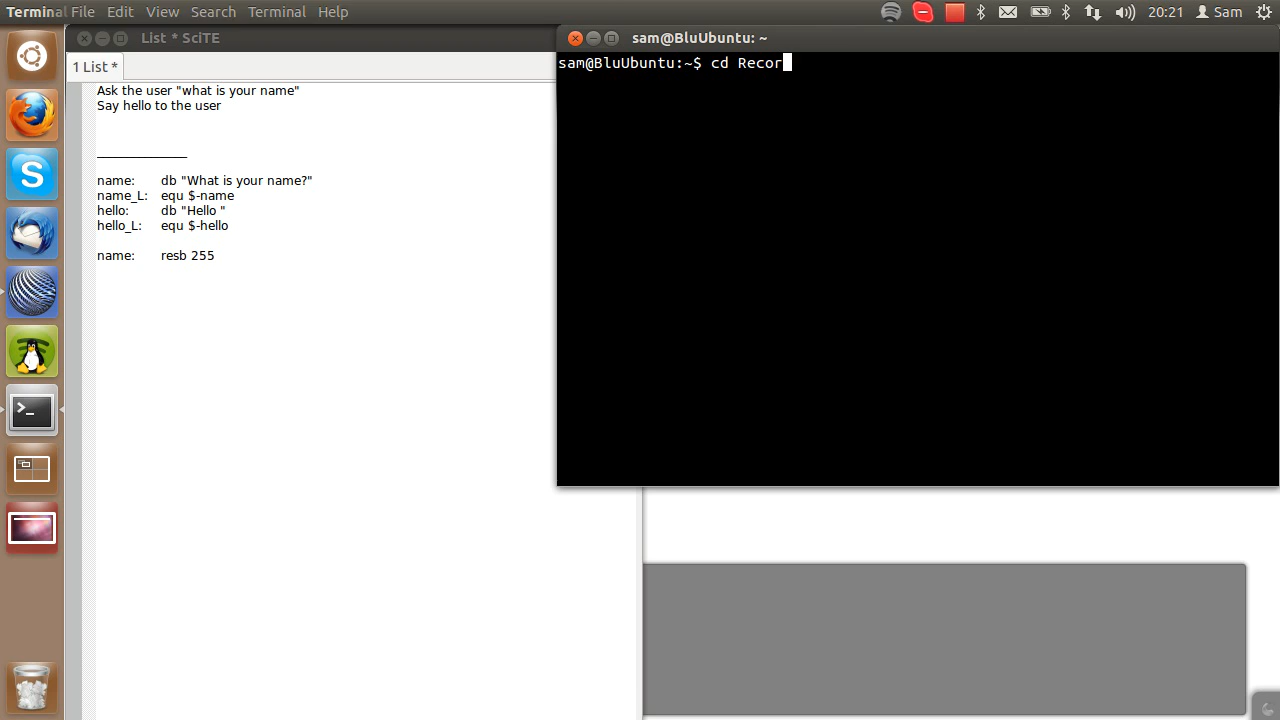 Terminal File Edit View Search Terminal Help 20:21 Sam
List * SciTE
1 List *
Ask the user "what is your name"
Say hello to the user
_______________
name: db "What is your name?"
name_L: equ $-name
hello: db "Hello "
hello_L: equ $-hello
name: resb 255
sam@BluUbuntu: ~
sam@BluUbuntu:~$ cd Recor